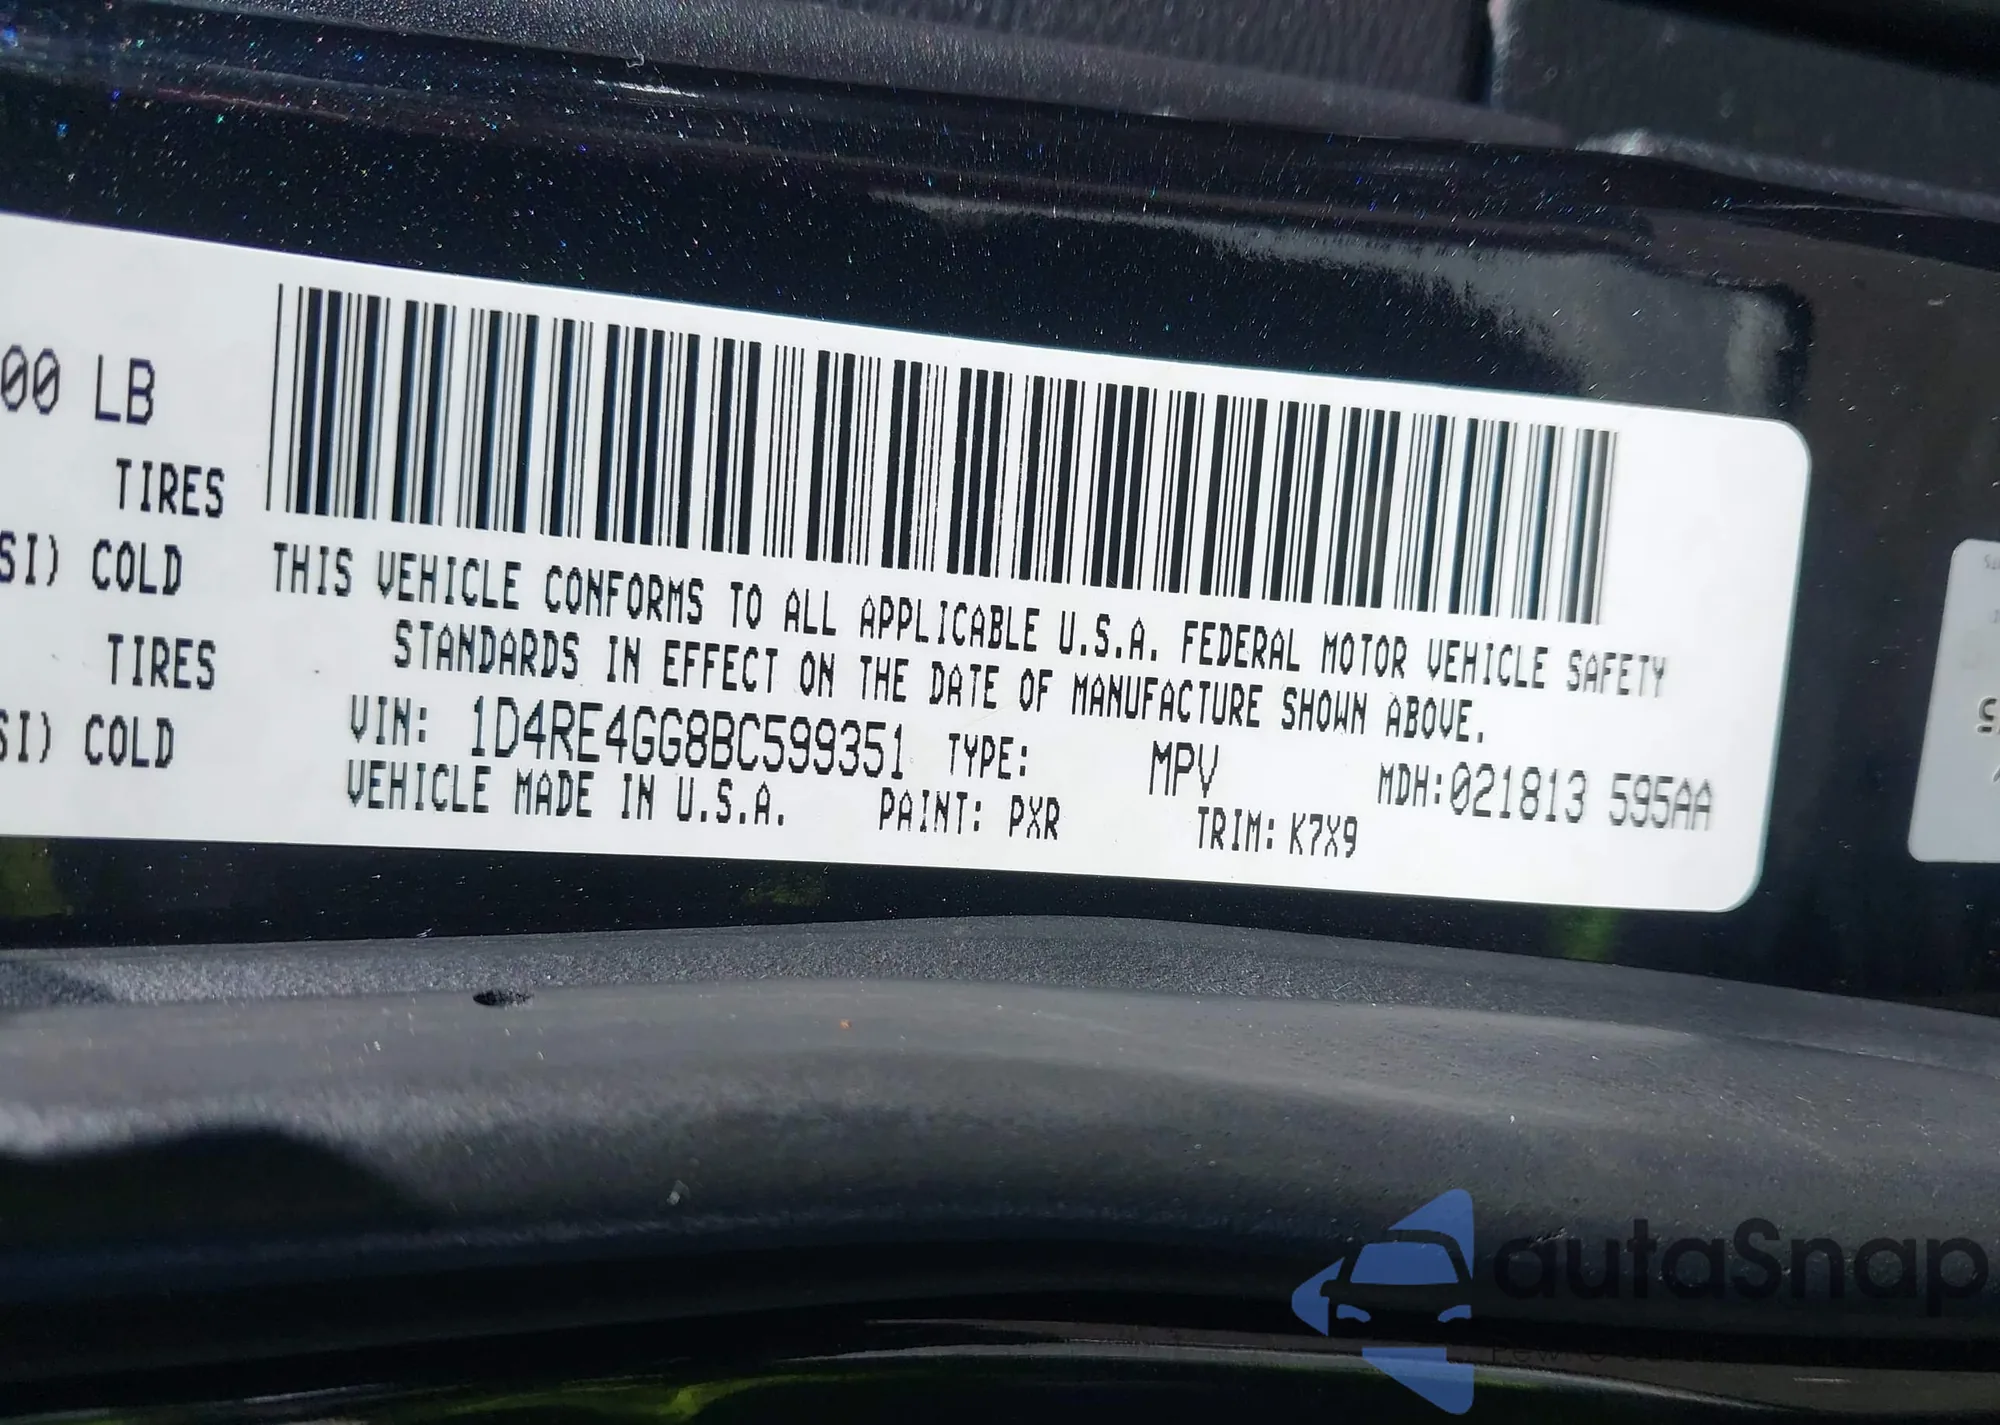 00 LB
TIRES
SI) COLD
TIRES
SI) COLD
THIS VEHICLE CONFORMS TO ALL APPLICABLE U.S.A. FEDERAL MOTOR VEHICLE SAFETY
STANDARDS IN EFFECT ON THE DATE OF MANUFACTURE SHOWN ABOVE.
VIN: 1D4RE4GG8BC599351 TYPE: MPV MDH:021813 595AA
VEHICLE MADE IN U.S.A. PAINT: PXR TRIM: K7X9
autaSnap